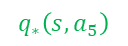 q∗(s, a₅)